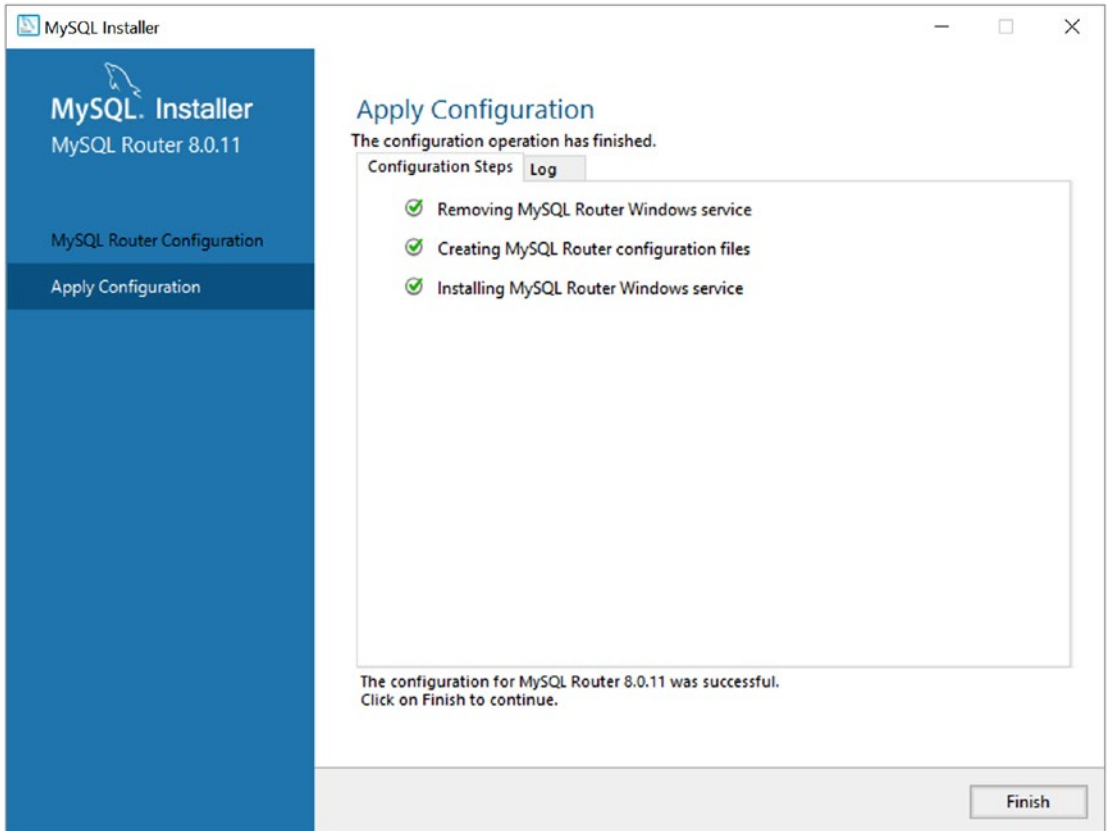 MySQL Installer
MySQL. Installer
MySQL Router 8.0.11
MySQL Router Configuration
Apply Configuration
Apply Configuration
The configuration operation has finished.
Configuration Steps Log
Removing MySQL Router Windows service
Creating MySQL Router configuration files
Installing MySQL Router Windows service
The configuration for MySQL Router 8.0.11 was successful.
Click on Finish to continue.
Finish